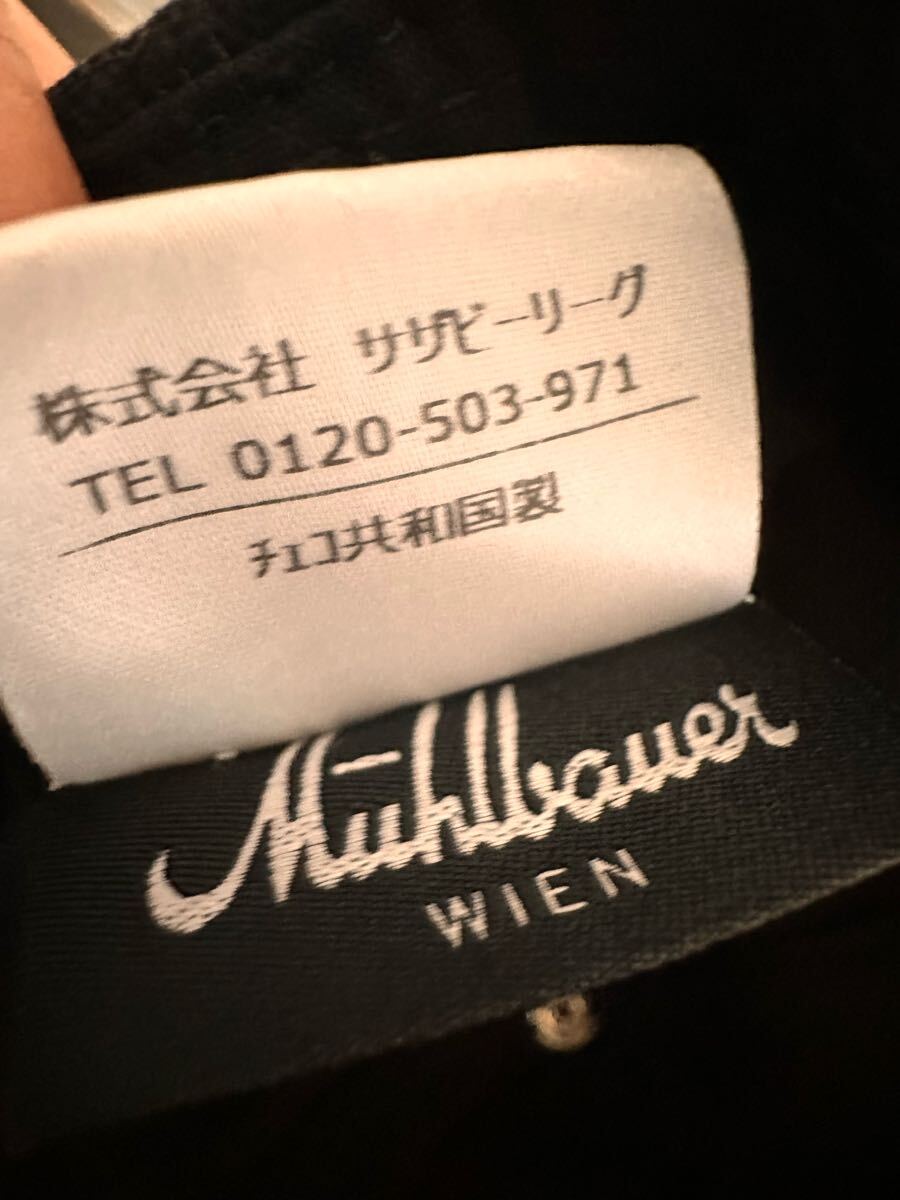 株式会社 サザビーリーグ
TEL 0120-503-971
チェコ共和国製
Mühlbauer
WIEN